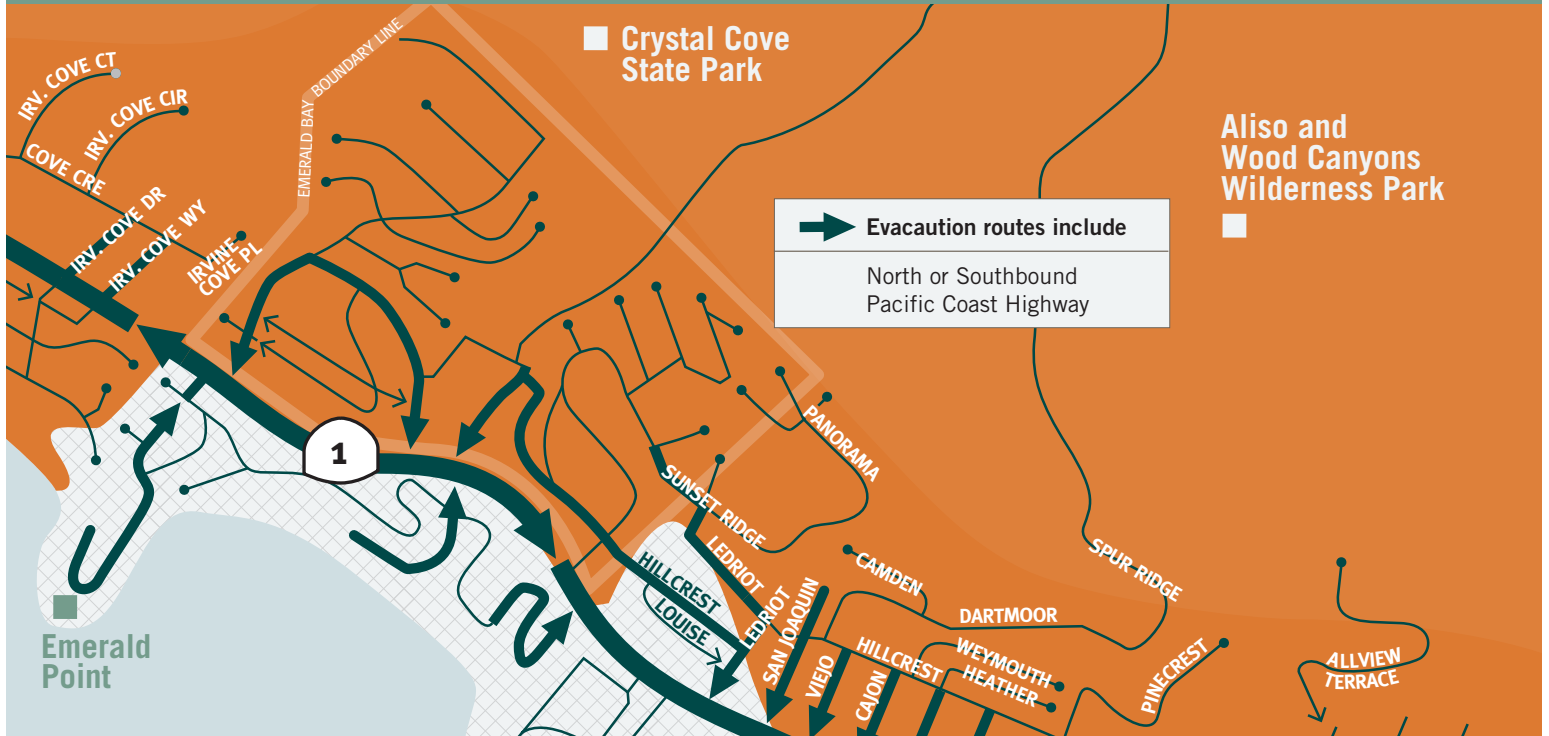 Crystal Cove
State Park
Aliso and
Wood Canyons
Wilderness Park
IRV. COVE CT
IRV. COVE CIR
COVE CRE
IRV. COVE DR
IRV. COVE WY
IRVINE
COVE PL
EMERALD BAY BOUNDARY LINE
Evacaution routes include
North or Southbound
Pacific Coast Highway
1
PANORAMA
SUNSET RIDGE
LEDRIOT
HILLCREST
LOUISE
LEDRIOT
SAN JOAQUIN
CAMDEN
DARTMOOR
SPUR RIDGE
VIEJO
HILLCREST
CAJON
WEYMOUTH
HEATHER
PINECREST
ALLVIEW
TERRACE
Emerald
Point